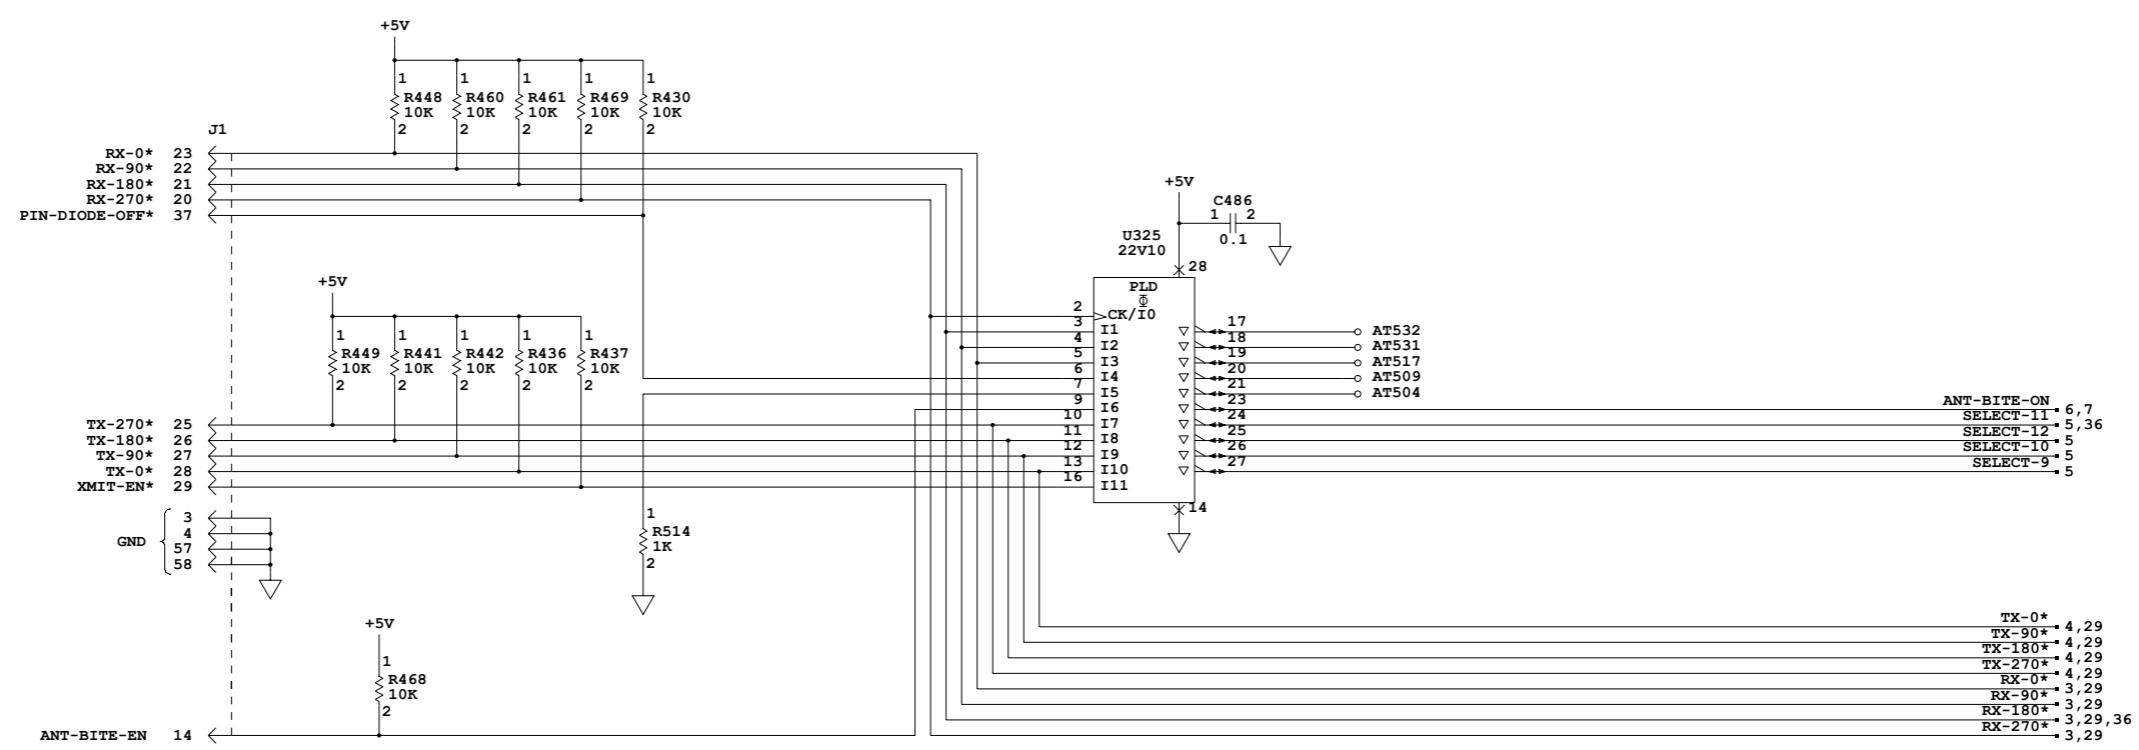 +5V
1 1 1 1 1
R448 R460 R461 R469 R430
10K 10K 10K 10K 10K
2 2 2 2 2
J1
RX-0* 23
RX-90* 22
RX-180* 21
RX-270* 20
PIN-DIODE-OFF* 37
+5V
C486
1 2
0.1
U325
22V10
28
PLD
Φ
2 CK/I0
3 I1 17 AT532
4 I2 18 AT531
5 I3 19 AT517
6 I4 20 AT509
7 I5 21 AT504
9 I6 23 ANT-BITE-ON 6,7
10 I7 24 SELECT-11 5,36
11 I8 25 SELECT-12 5
12 I9 26 SELECT-10 5
13 I10 27 SELECT-9 5
16 I11
14
+5V
1 1 1 1 1
R449 R441 R442 R436 R437
10K 10K 10K 10K 10K
2 2 2 2 2
TX-270* 25
TX-180* 26
TX-90* 27
TX-0* 28
XMIT-EN* 29
GND
3
4
57
58
1
R514
1K
2
+5V
1
R468
10K
2
ANT-BITE-EN 14
TX-0* 4,29
TX-90* 4,29
TX-180* 4,29
TX-270* 4,29
RX-0* 3,29
RX-90* 3,29
RX-180* 3,29,36
RX-270* 3,29